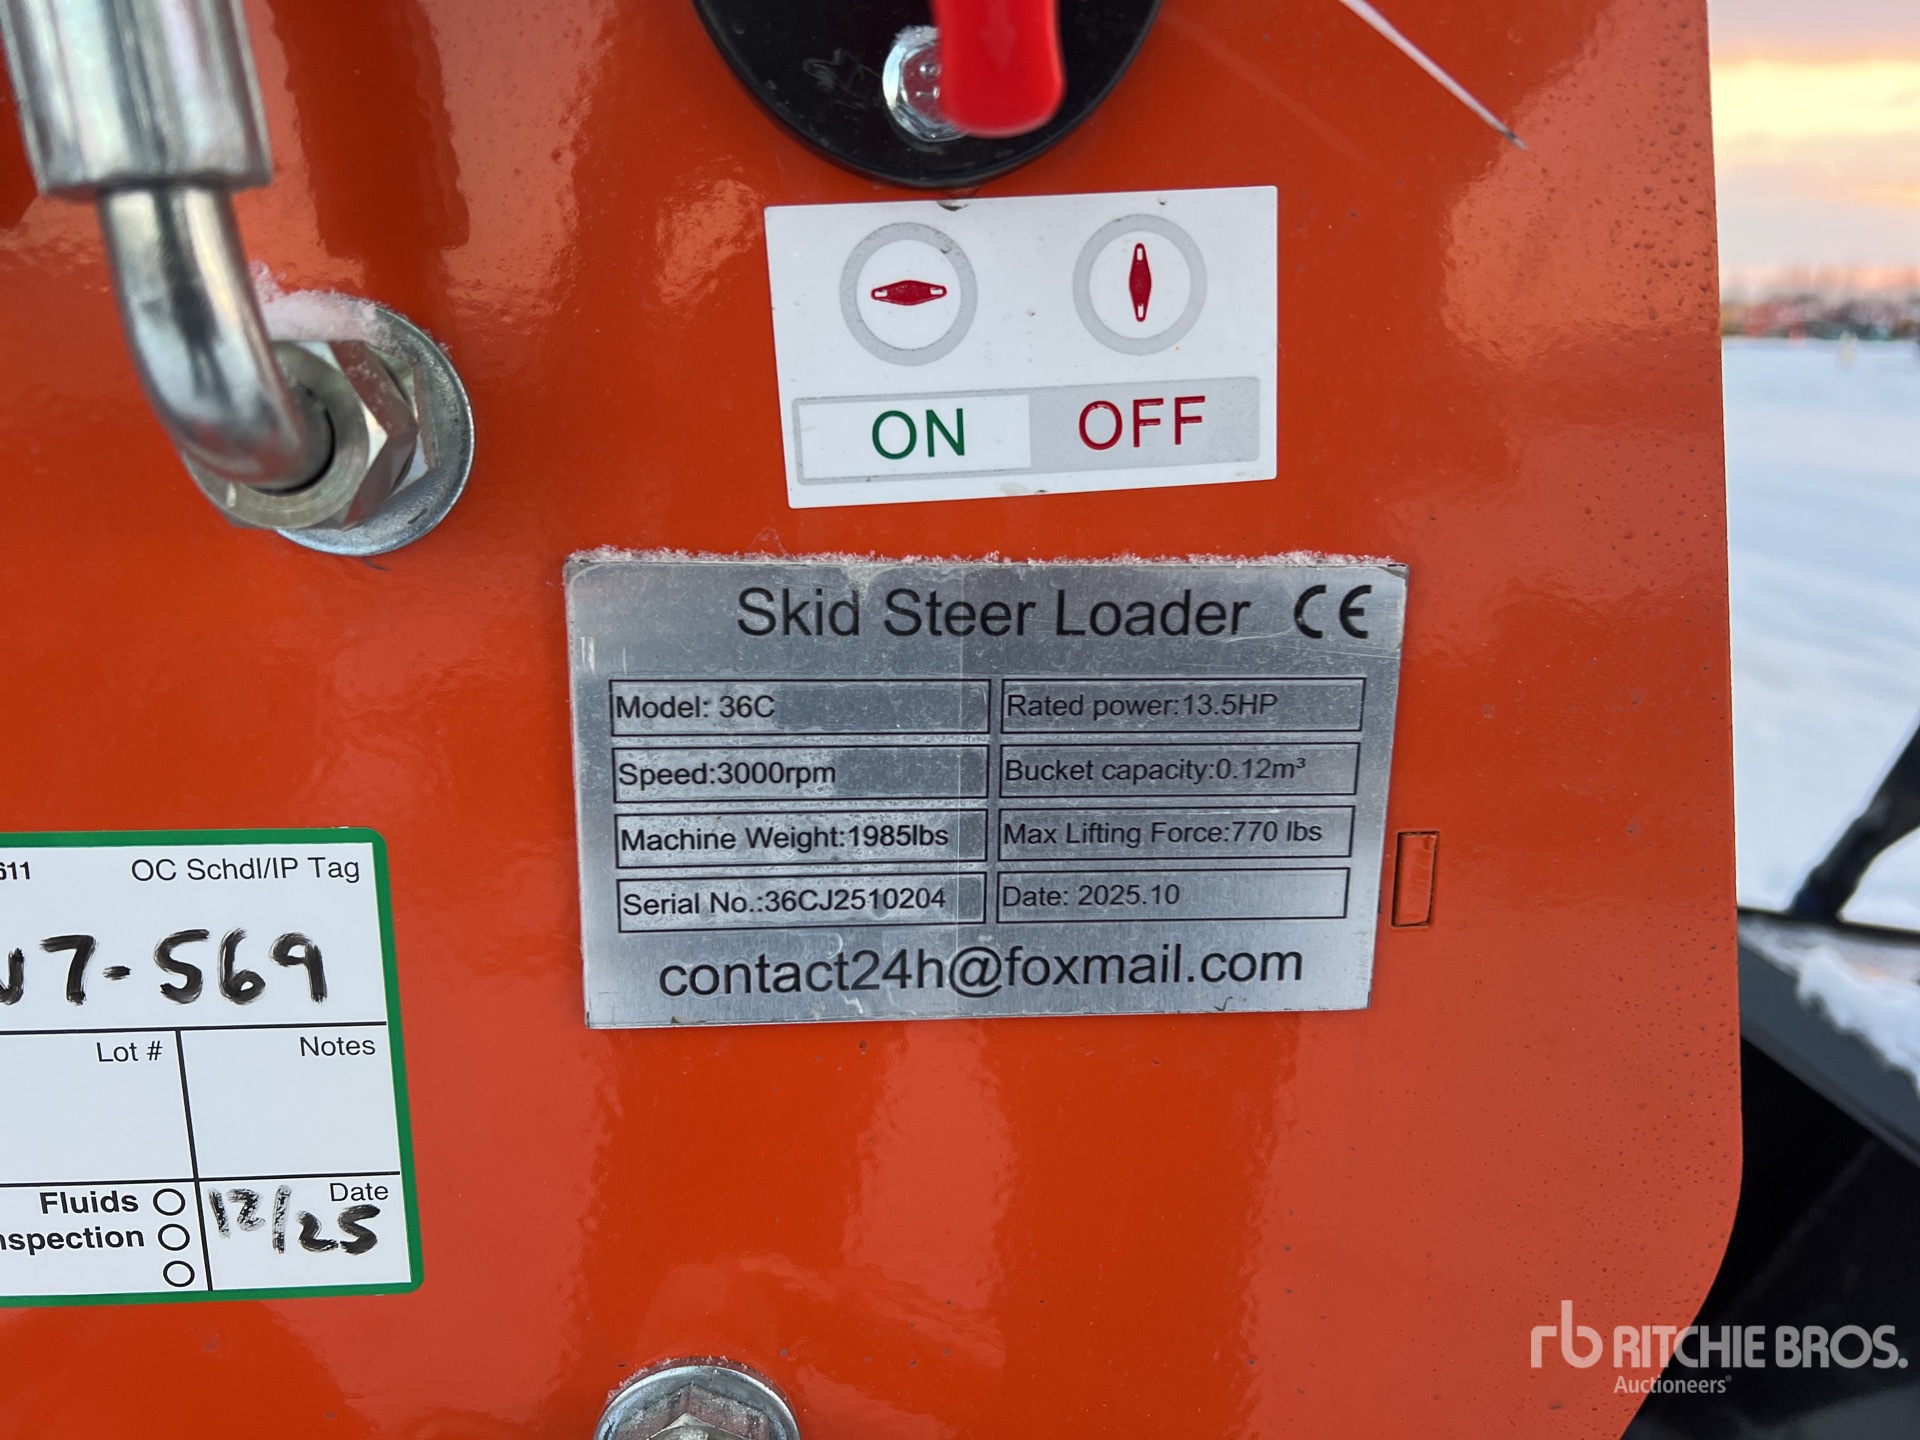 ON OFF
Skid Steer Loader CE
Model: 36C Rated power:13.5HP
Speed:3000rpm Bucket capacity:0.12m³
Machine Weight:1985lbs Max Lifting Force:770 lbs
Serial No.:36CJ2510204 Date: 2025.10
contact24h@foxmail.com
611 OC Schdl/IP Tag
7-569
Lot # Notes
Fluids Date
nspection 12/25
rb RITCHIE BROS.
Auctioneers